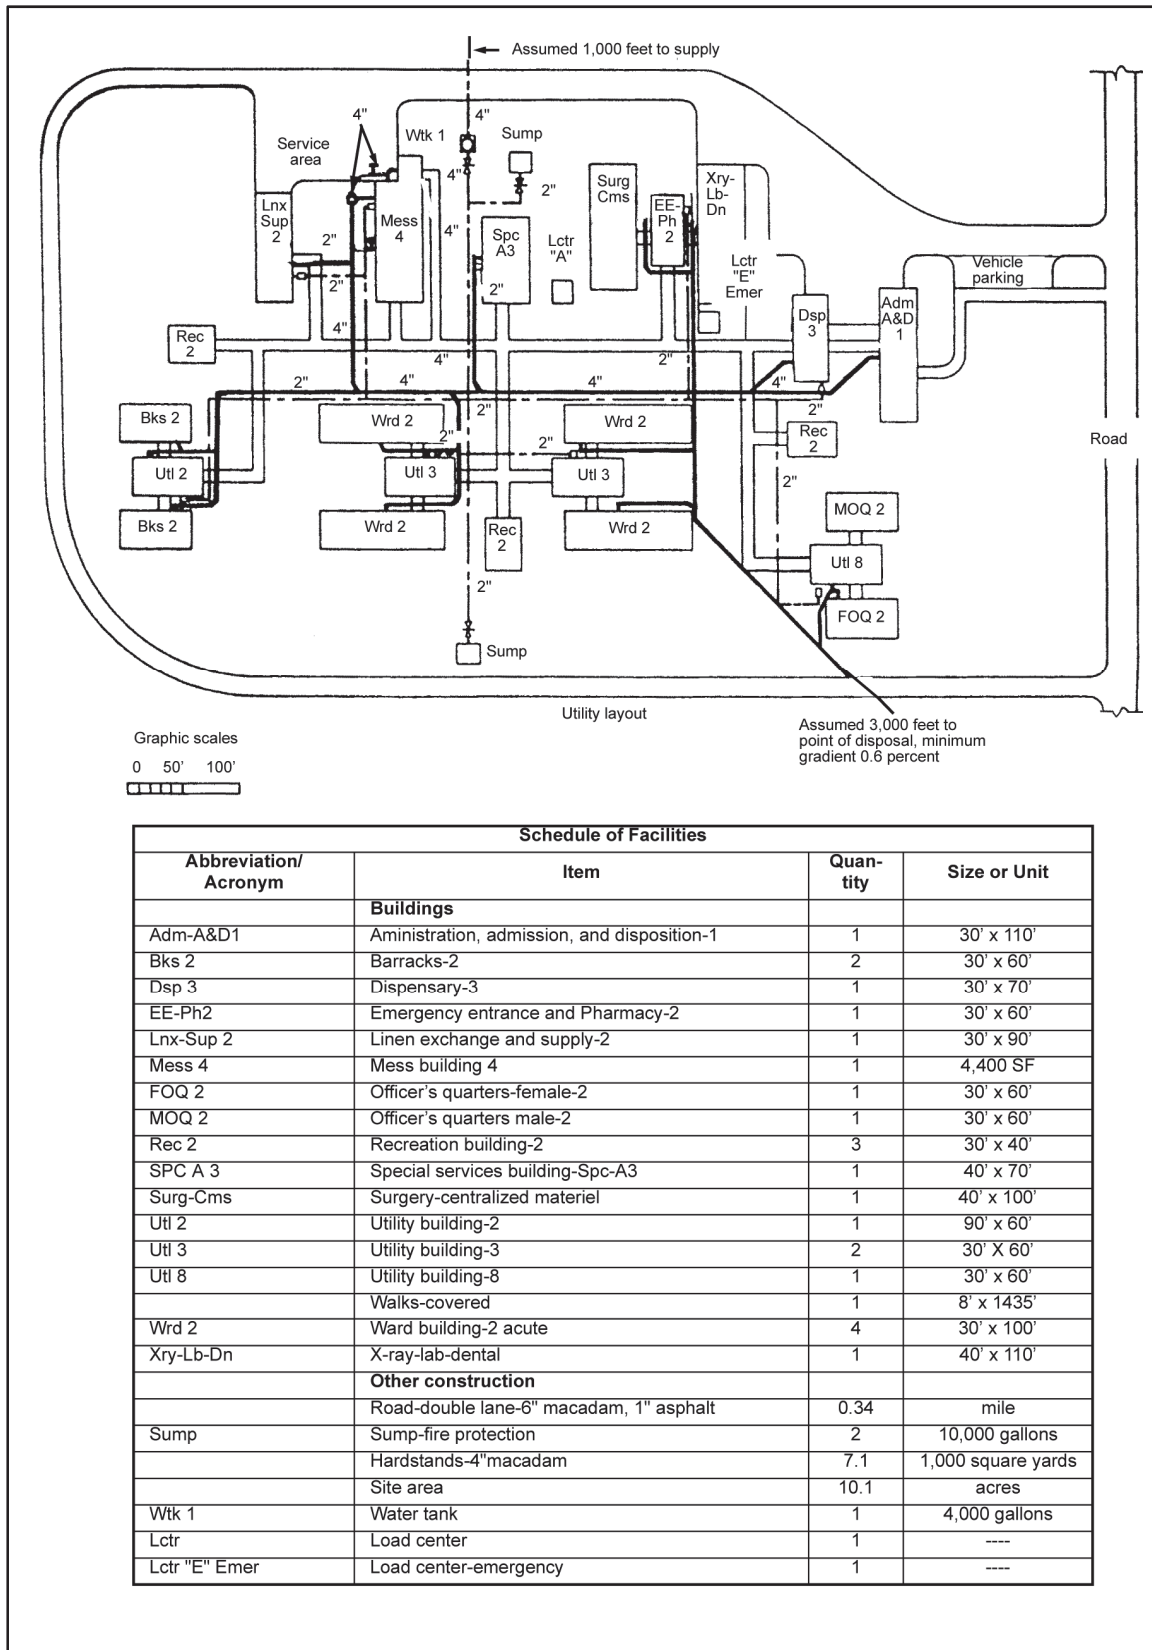 Assumed 1,000 feet to supply
4"
Service
area
Wtk 1
4"
Sump
4"
2"
4"
Lnx
Sup
2
Mess
4
4"
Spc
A3
Lctr
"A"
Surg
Cms
EE-
Ph
2
Xry-
Lb-
Dn
Lctr
"E"
Emer
2"
2"
2"
Vehicle
parking
Dsp
3
Adm
A&D
1
Rec
2
4"
4"
2"
2"
4"
4"
4"
2"
2"
Bks 2
Wrd 2
Wrd 2
2"
2"
Rec
2
Road
Utl 2
Utl 3
Utl 3
2"
Bks 2
Wrd 2
Rec
2
Wrd 2
MOQ 2
Utl 8
FOQ 2
2"
Sump
Utility layout
Assumed 3,000 feet to
point of disposal, minimum
gradient 0.6 percent
Graphic scales
0 50' 100'
Schedule of Facilities
Abbreviation/
Acronym Item Quan-
tity Size or Unit
Buildings
Adm-A&D1 Aministration, admission, and disposition-1 1 30' x 110'
Bks 2 Barracks-2 2 30' x 60'
Dsp 3 Dispensary-3 1 30' x 70'
EE-Ph2 Emergency entrance and Pharmacy-2 1 30' x 60'
Lnx-Sup 2 Linen exchange and supply-2 1 30' x 90'
Mess 4 Mess building 4 1 4,400 SF
FOQ 2 Officer's quarters-female-2 1 30' x 60'
MOQ 2 Officer's quarters male-2 1 30' x 60'
Rec 2 Recreation building-2 3 30' x 40'
SPC A 3 Special services building-Spc-A3 1 40' x 70'
Surg-Cms Surgery-centralized materiel 1 40' x 100'
Utl 2 Utility building-2 1 90' x 60'
Utl 3 Utility building-3 2 30' X 60'
Utl 8 Utility building-8 1 30' x 60'
Walks-covered 1 8' x 1435'
Wrd 2 Ward building-2 acute 4 30' x 100'
Xry-Lb-Dn X-ray-lab-dental 1 40' x 110'
Other construction
Road-double lane-6" macadam, 1" asphalt 0.34 mile
Sump Sump-fire protection 2 10,000 gallons
Hardstands-4"macadam 7.1 1,000 square yards
Site area 10.1 acres
Wtk 1 Water tank 1 4,000 gallons
Lctr Load center 1 ----
Lctr "E" Emer Load center-emergency 1 ----